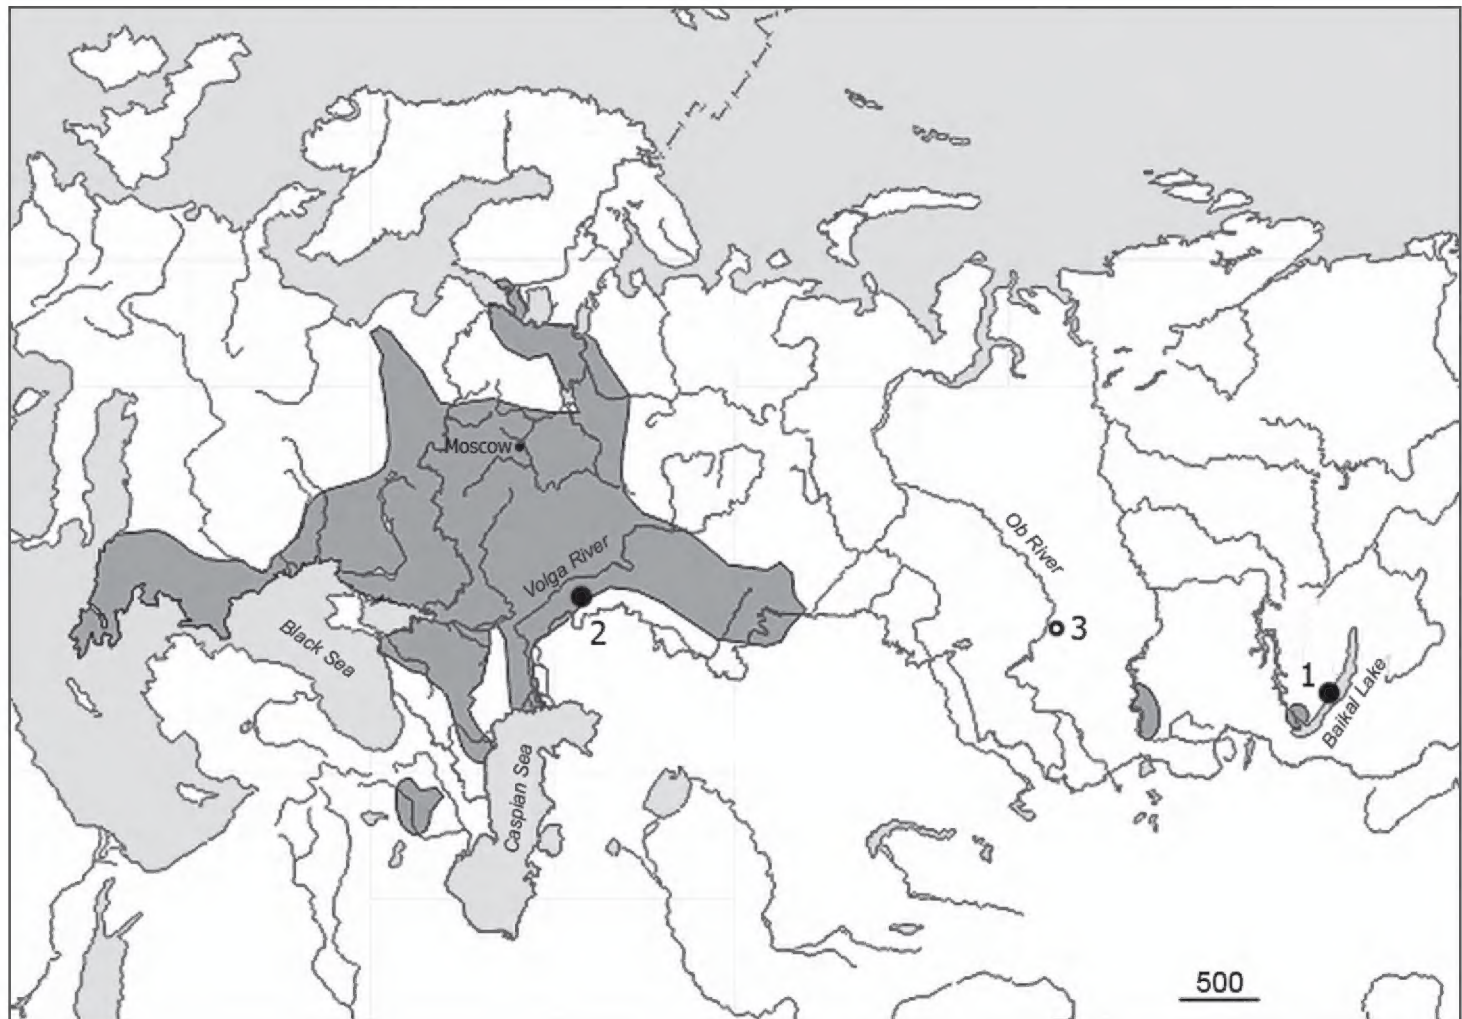 Moscow
Ob River
Volga River
3
2
Black Sea
1
Baikal Lake
Caspian Sea
500